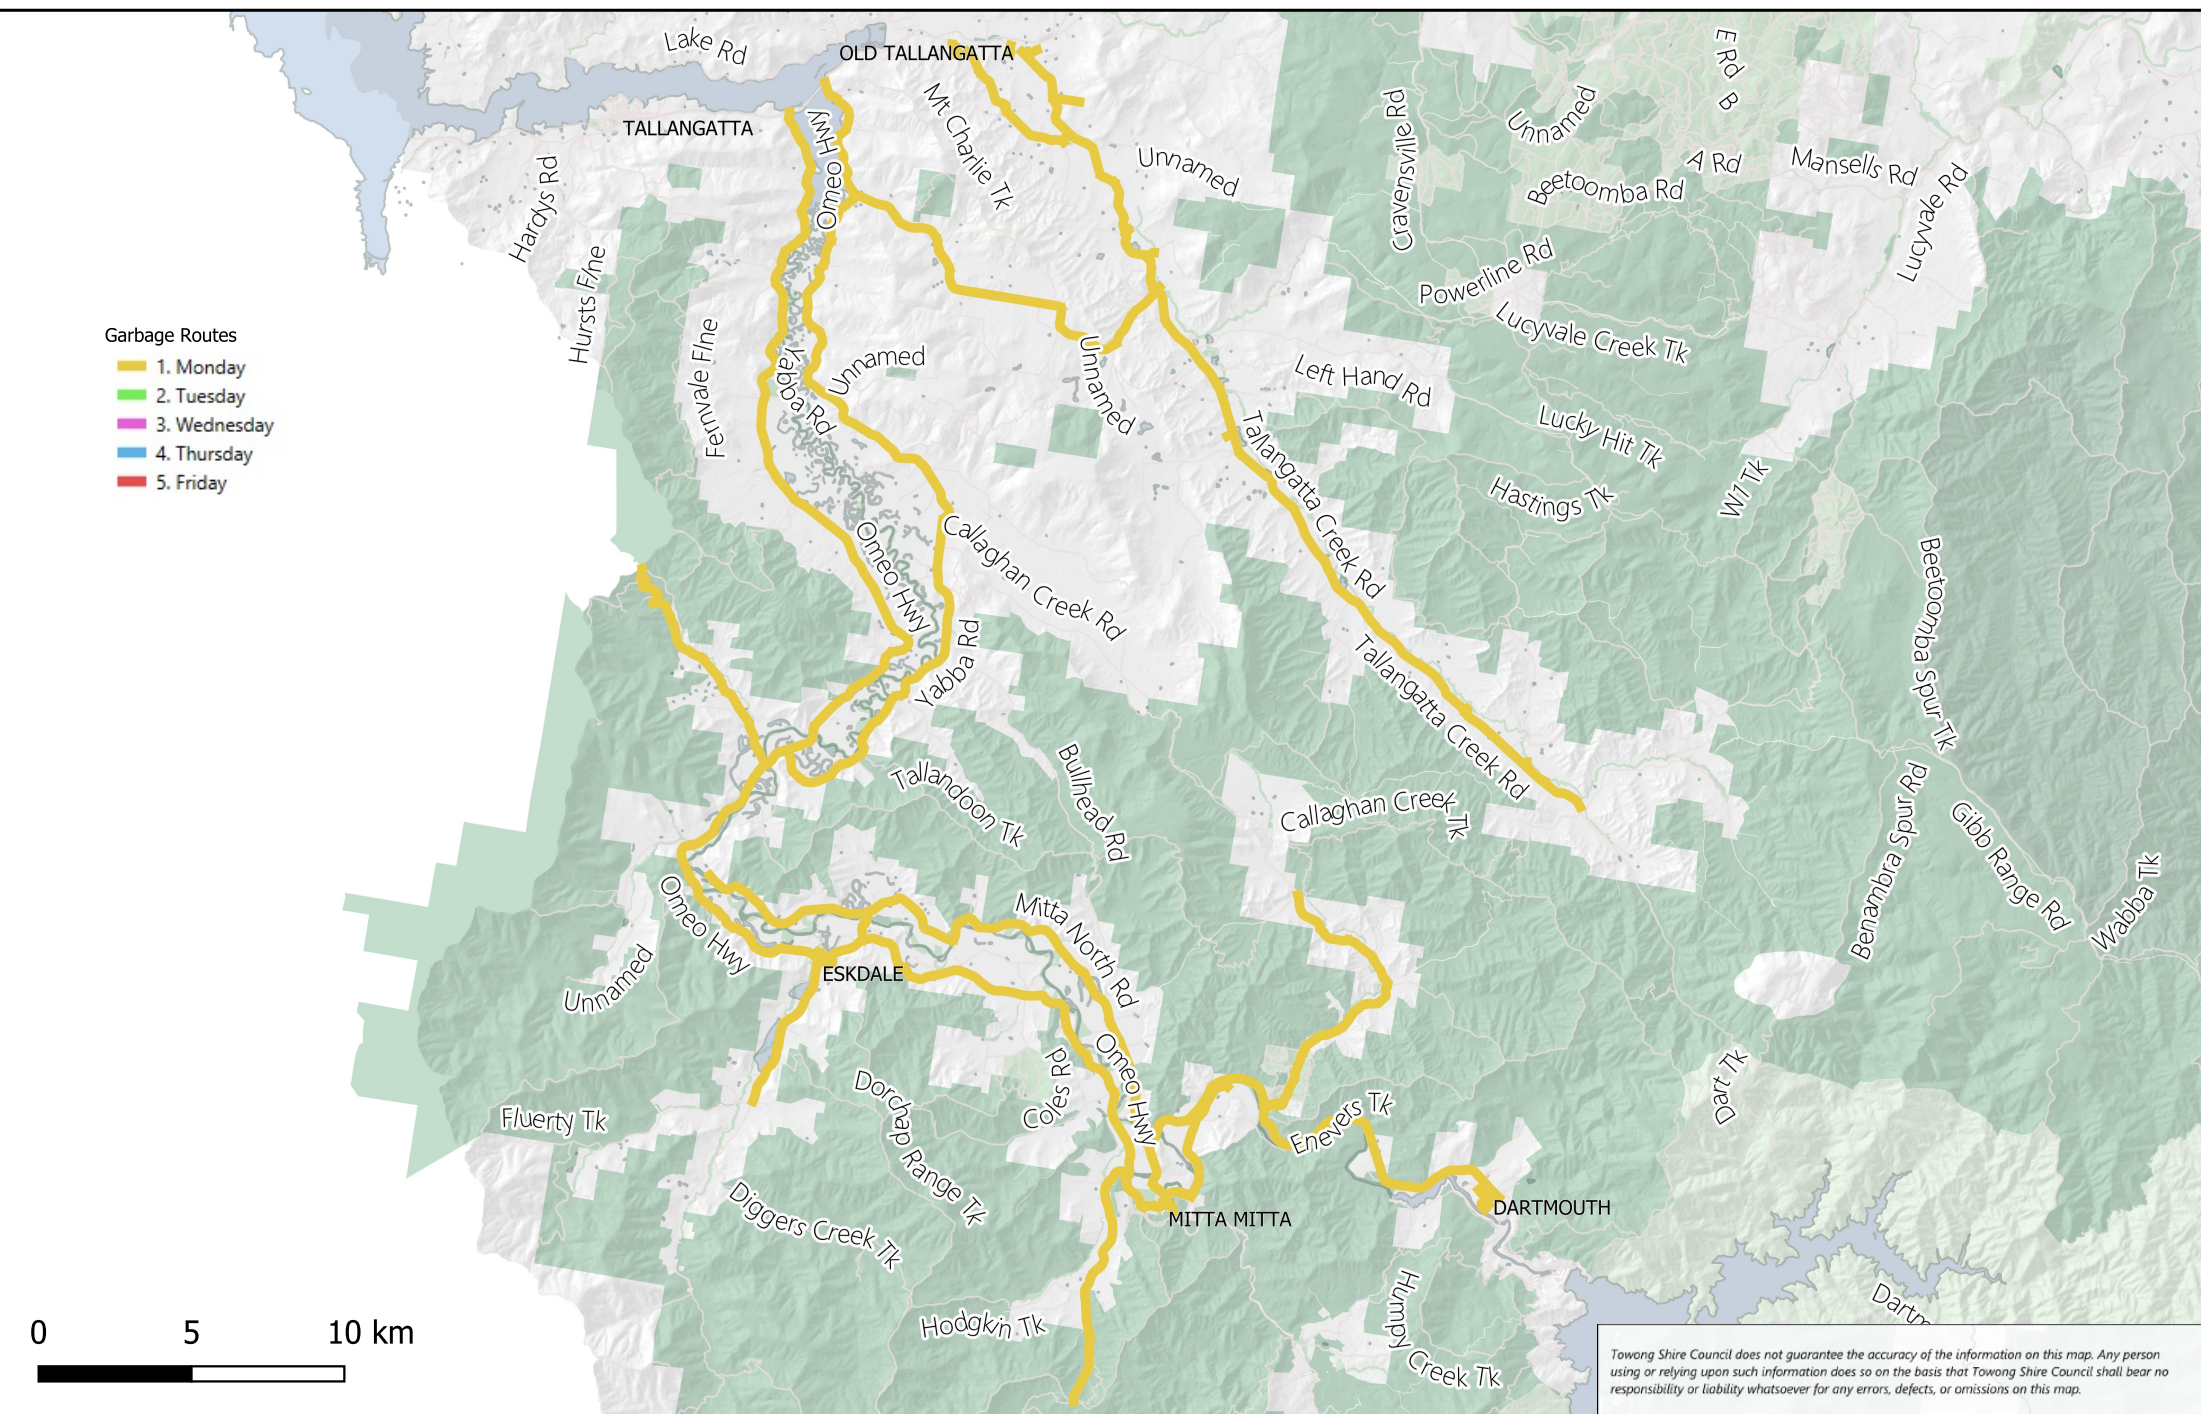 Lake Rd
OLD TALLANGATTA
E Rd
B
TALLANGATTA
Omeo Hwy
Mt Charlie Tk
Unnamed
Cravensville Rd
Unnamed
Beetoomba Rd
A Rd
Mansells Rd
Lucyvale Rd
Hardys Rd
Hursts F/ne
Powerline Rd
Lucyvale Creek Tk
Garbage Routes
1. Monday
2. Tuesday
3. Wednesday
4. Thursday
5. Friday
Fernvale F/ne
Yabba Rd
Unnamed
Unnamed
Left Hand Rd
Lucky Hit Tk
Hastings Tk
W1 Tk
Tallangatta Creek Rd
Omeo Hwy
Callaghan Creek Rd
Yabba Rd
Beetoomba Spur Tk
Tallangatta Creek Rd
Tallandoon Tk
Bullhead Rd
Callaghan Creek Tk
Benambra Spur Rd
Gibb Range Rd
Wabba Tk
Omeo Hwy
Mitta North Rd
Unnamed
ESKDALE
Omeo Hwy
Coles Rd
Dorchap Range Tk
Fluerty Tk
Enevers Tk
Dart Tk
Diggers Creek Tk
MITTA MITTA
DARTMOUTH
Hodgkin Tk
Humdy Creek Tk
Dartm
0 5 10 km
Towong Shire Council does not guarantee the accuracy of the information on this map. Any person
using or relying upon such information does so on the basis that Towong Shire Council shall bear no
responsibility or liability whatsoever for any errors, defects, or omissions on this map.